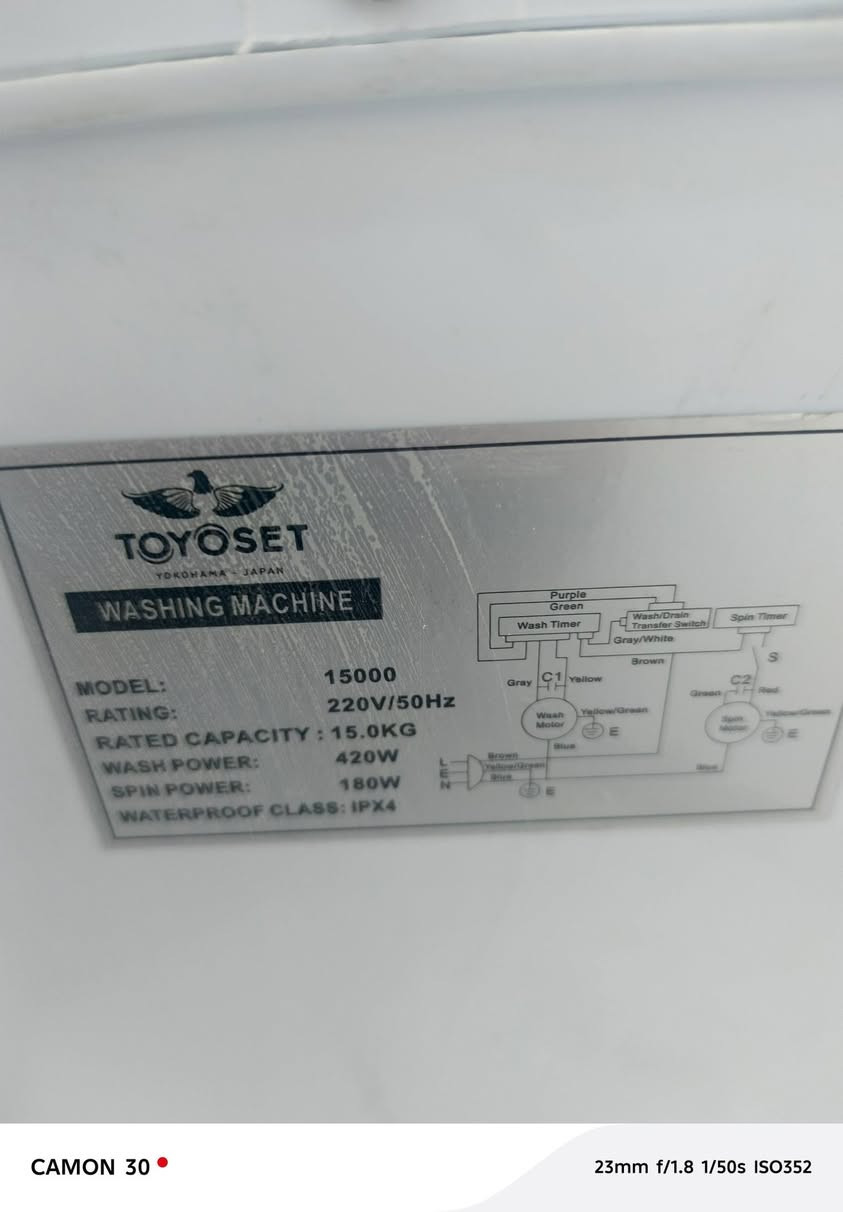 TOYOSET
YOKOHAMA - JAPAN
WASHING MACHINE
MODEL: 15000
RATING: 220V/50Hz
RATED CAPACITY : 15.0KG
WASH POWER: 420W
SPIN POWER: 180W
WATERPROOF CLASS: IPX4
Purple
Green
Wash Timer
Wash/Drain
Transfer Switch
Spin Timer
Gray/White
Brown
S
Gray
C1
Yellow
C2
Green
Red
Wash
Motor
Yellow/Green
E
Spin
Motor
Yellow/Green
E
Blue
L
E
N
Brown
Yellow/Green
Blue
Blue
E
CAMON 30
23mm f/1.8 1/50s ISO352